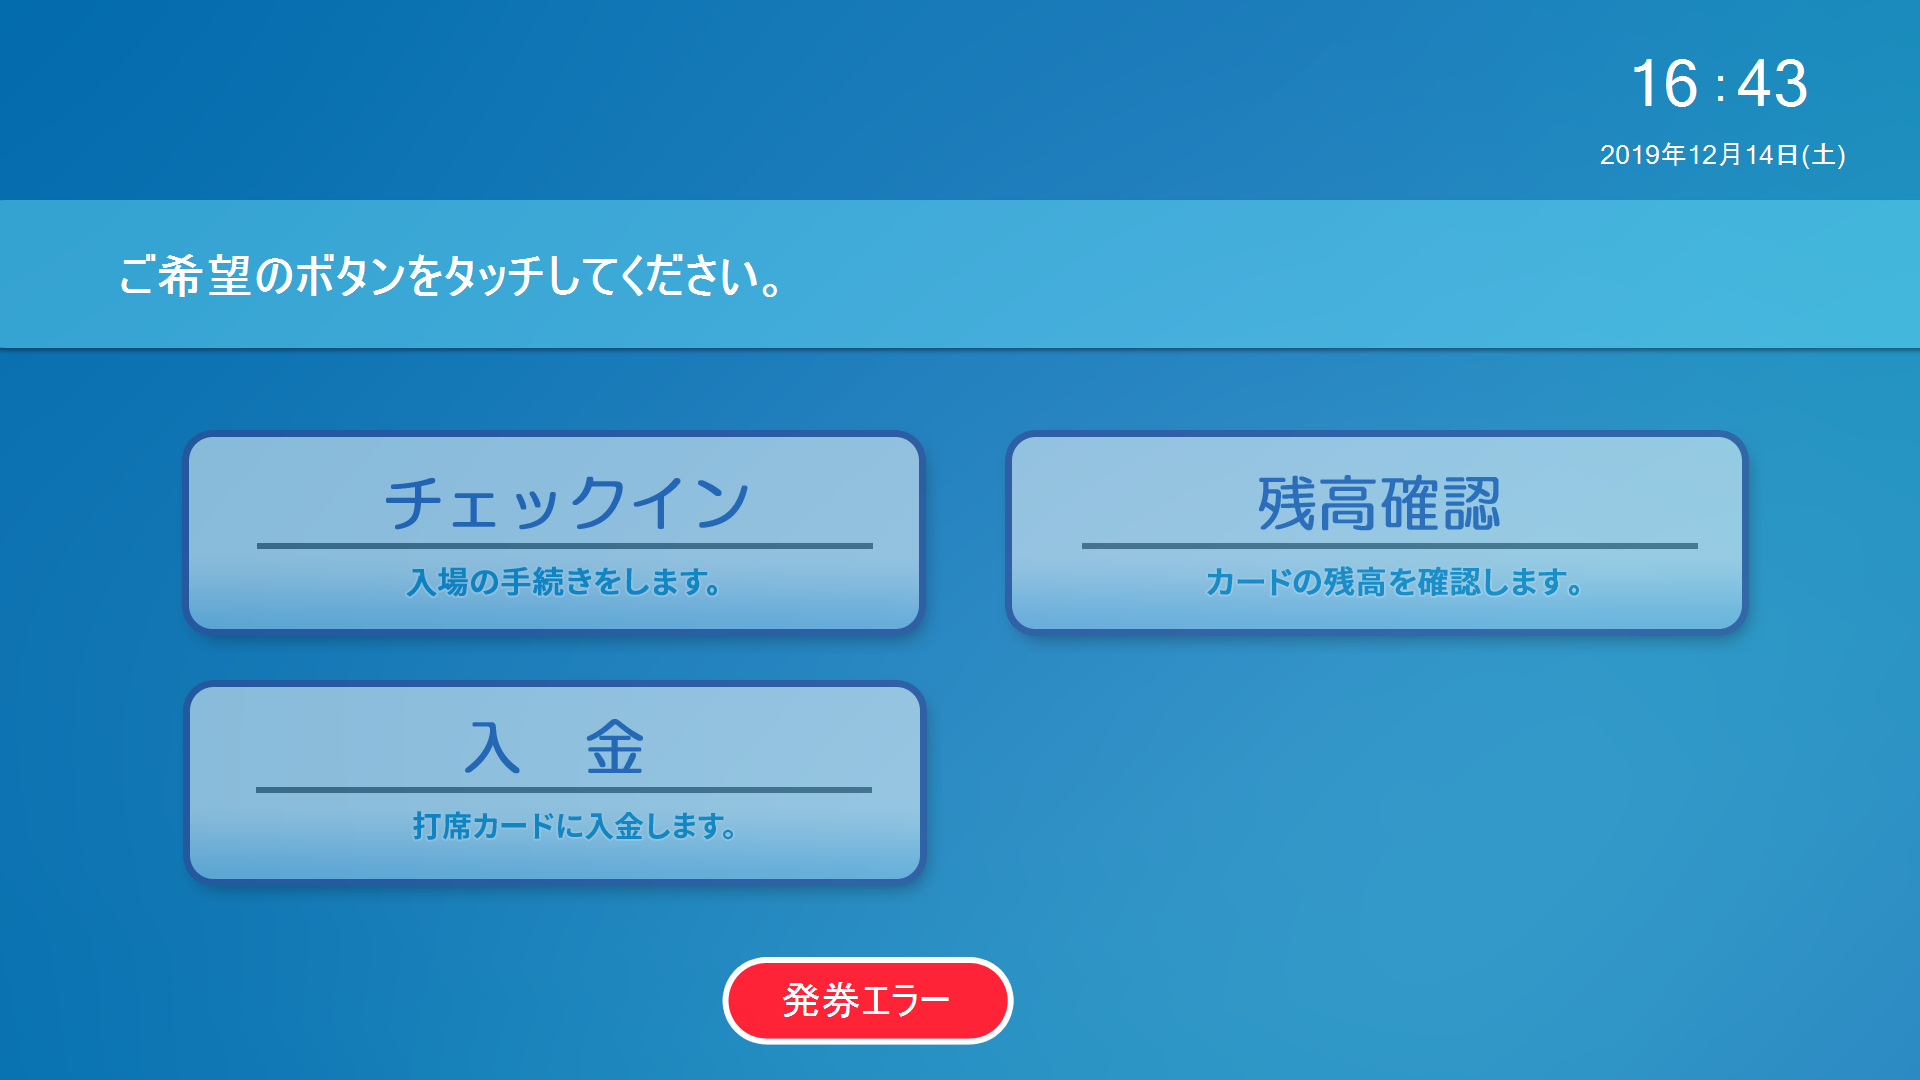 16:43
2019年12月14日(土)
ご希望のボタンをタッチしてください。
チェックイン
入場の手続きをします。
残高確認
カードの残高を確認します。
入　金
打席カードに入金します。
発券エラー